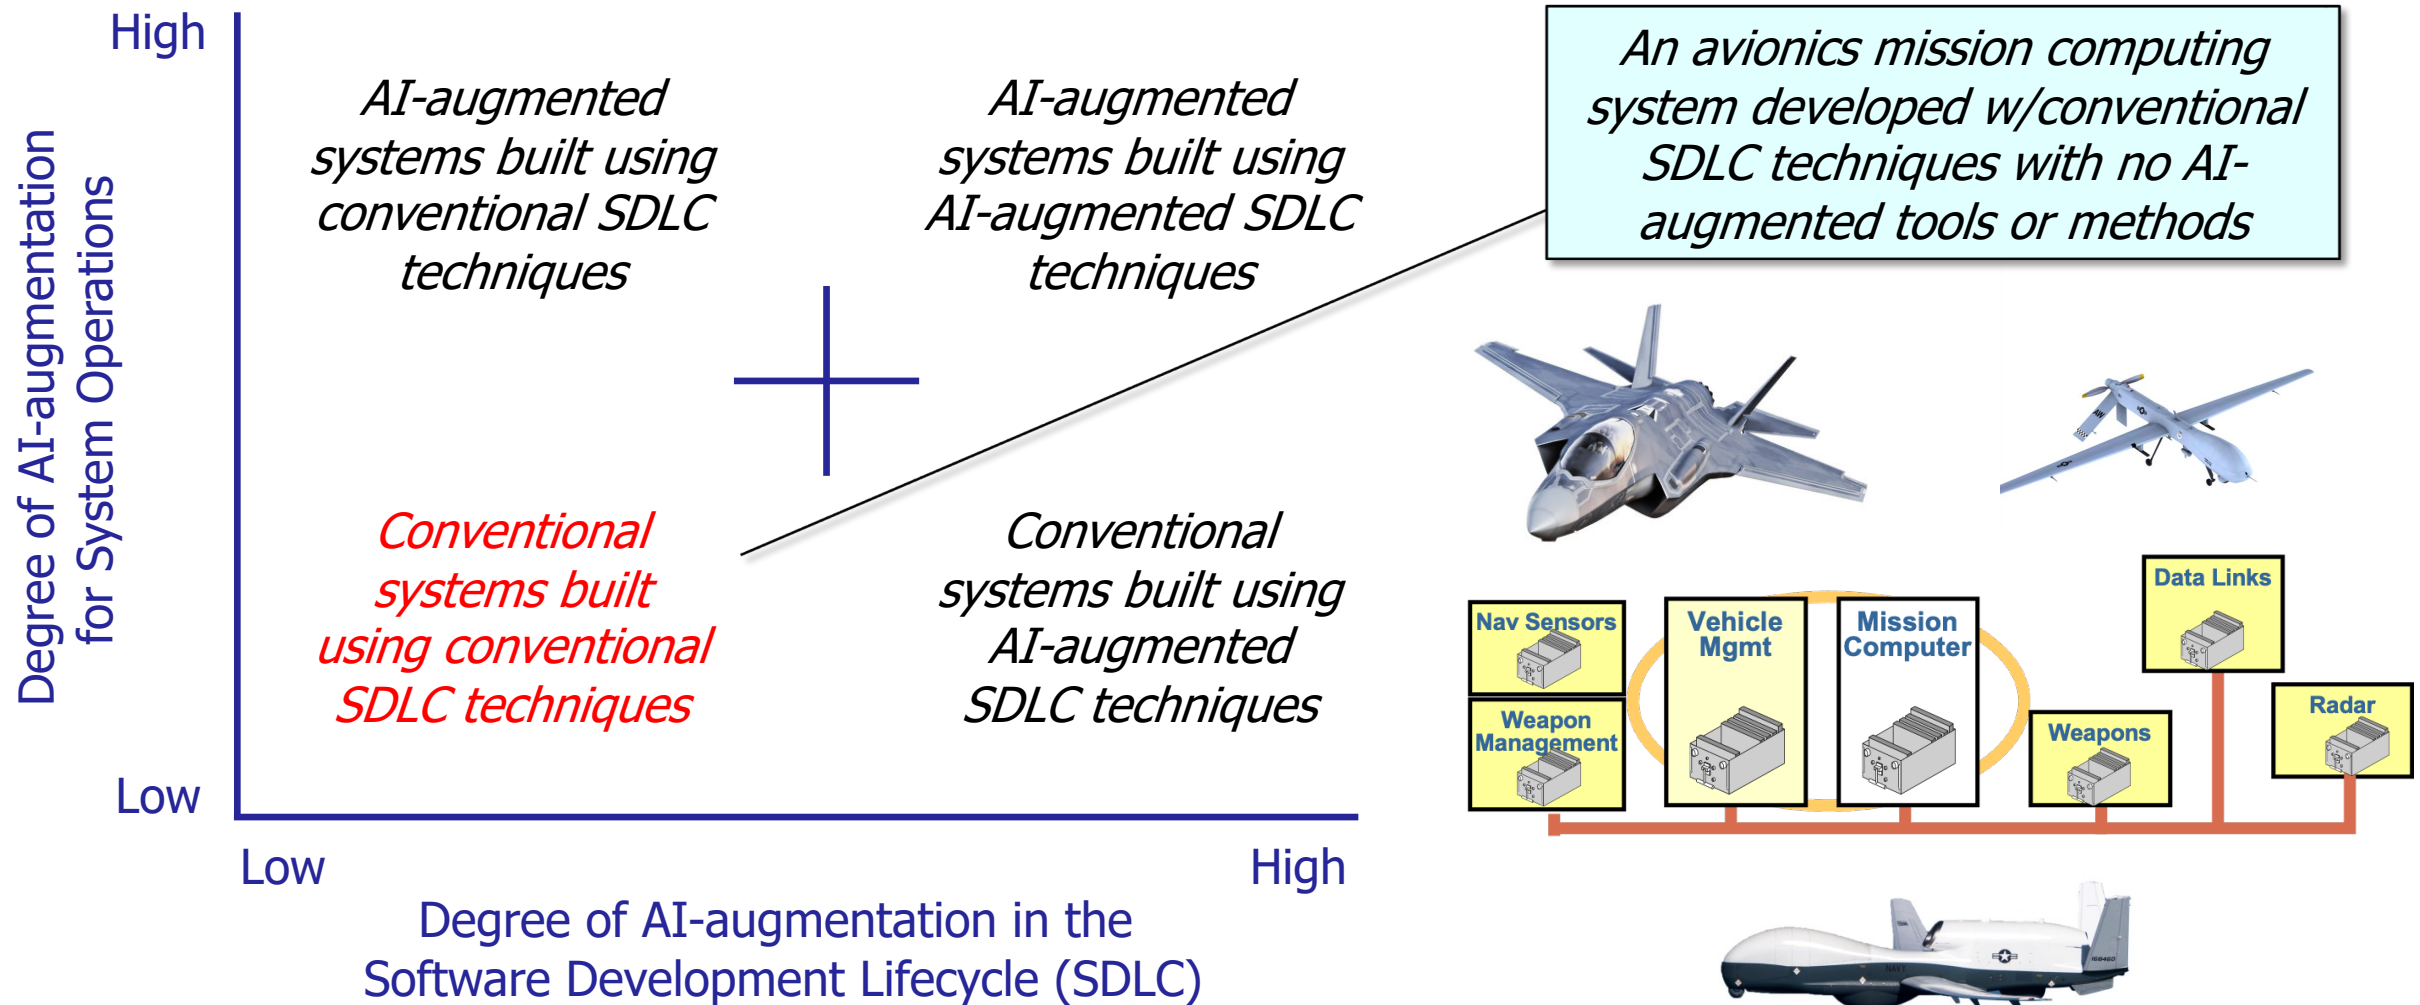 High
AI-augmented
systems built using
conventional SDLC
techniques
AI-augmented
systems built using
AI-augmented SDLC
techniques
An avionics mission computing
system developed w/conventional
SDLC techniques with no AI-
augmented tools or methods
Degree of AI-augmentation
for System Operations
Conventional
systems built
using conventional
SDLC techniques
Conventional
systems built using
AI-augmented
SDLC techniques
Low
Low
High
Degree of AI-augmentation in the
Software Development Lifecycle (SDLC)
AW
Nav Sensors
Weapon
Management
Vehicle
Mgmt
Mission
Computer
Data Links
Weapons
Radar
NAVY
168460